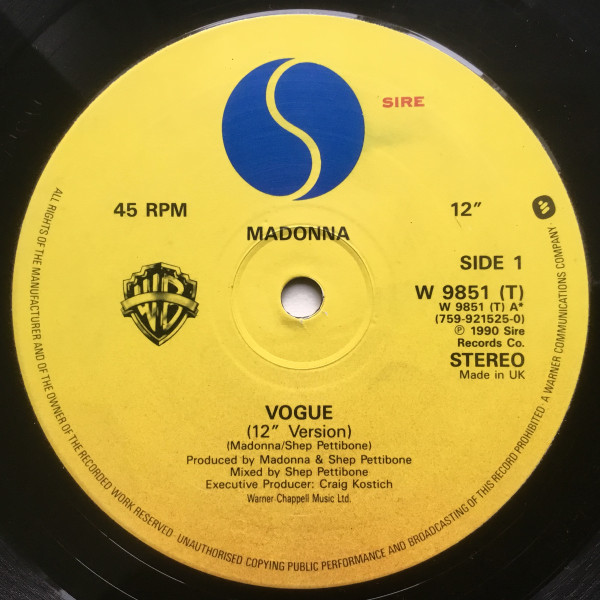 SIRE
45 RPM
12"
MADONNA
SIDE 1
W 9851 (T)
W 9851 (T) A*
(759-921525-0)
℗ 1990 Sire
Records Co.
STEREO
Made in UK
WB
VOGUE
(12" Version)
(Madonna/Shep Pettibone)
Produced by Madonna & Shep Pettibone
Mixed by Shep Pettibone
Executive Producer: Craig Kostich
Warner-Chappell Music Ltd.
ALL RIGHTS OF THE MANUFACTURER AND OF THE OWNER OF THE RECORDED WORK RESERVED · UNAUTHORISED COPYING PUBLIC PERFORMANCE AND BROADCASTING OF THIS RECORD PROHIBITED · A WARNER COMMUNICATIONS COMPANY